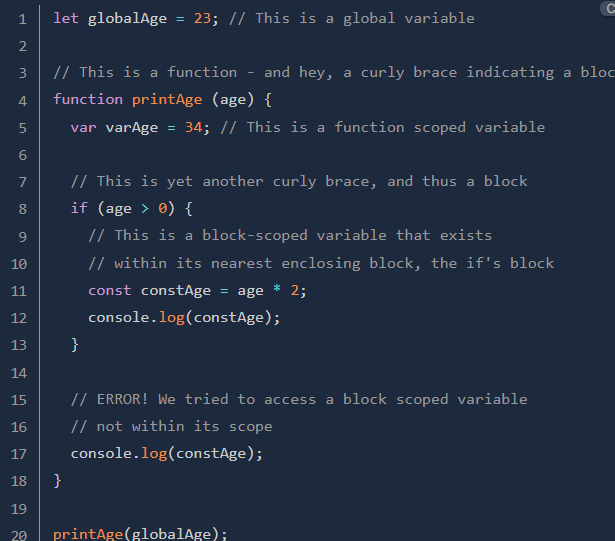 1 let globalAge = 23; // This is a global variable
2
3 // This is a function - and hey, a curly brace indicating a bloc
4 function printAge (age) {
5   var varAge = 34; // This is a function scoped variable
6
7   // This is yet another curly brace, and thus a block
8   if (age > 0) {
9     // This is a block-scoped variable that exists
10     // within its nearest enclosing block, the if's block
11     const constAge = age * 2;
12     console.log(constAge);
13   }
14
15   // ERROR! We tried to access a block scoped variable
16   // not within its scope
17   console.log(constAge);
18 }
19
20 printAge(globalAge);